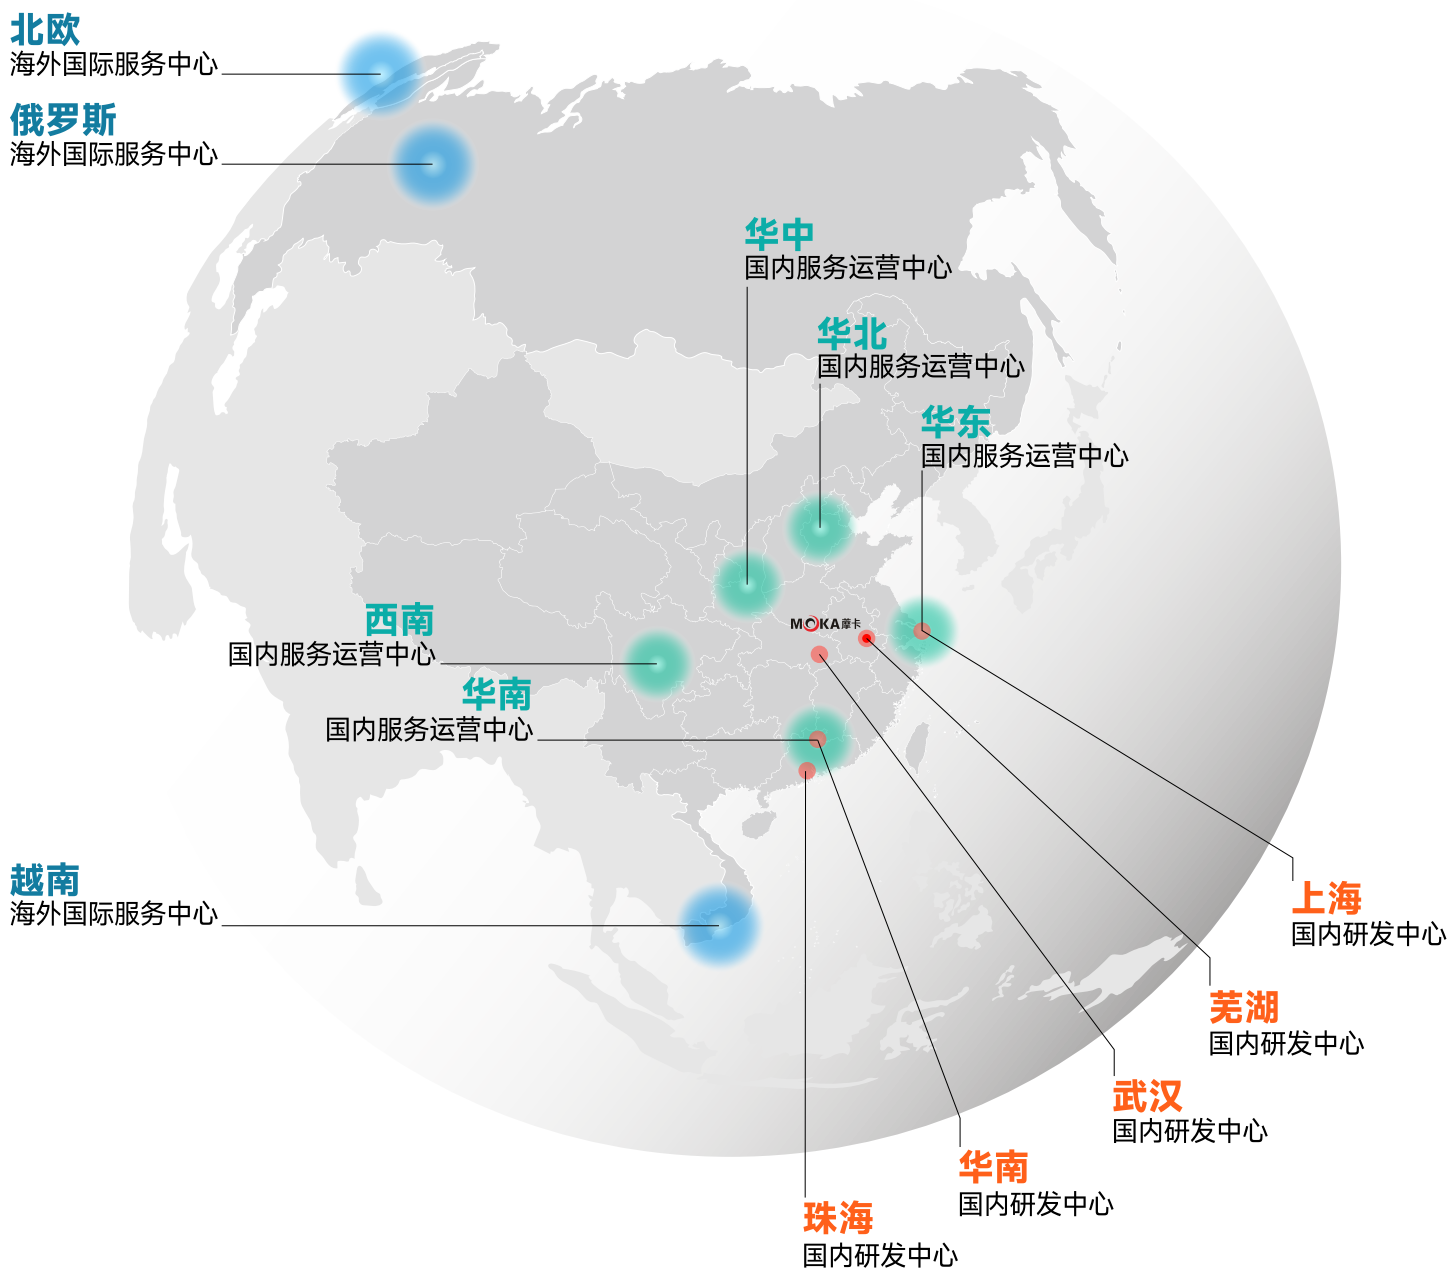 北欧
海外国际服务中心
俄罗斯
海外国际服务中心
华中
国内服务运营中心
华北
国内服务运营中心
华东
国内服务运营中心
西南
国内服务运营中心
MOKA摩卡
华南
国内服务运营中心
越南
海外国际服务中心
上海
国内研发中心
芜湖
国内研发中心
武汉
国内研发中心
华南
国内研发中心
珠海
国内研发中心